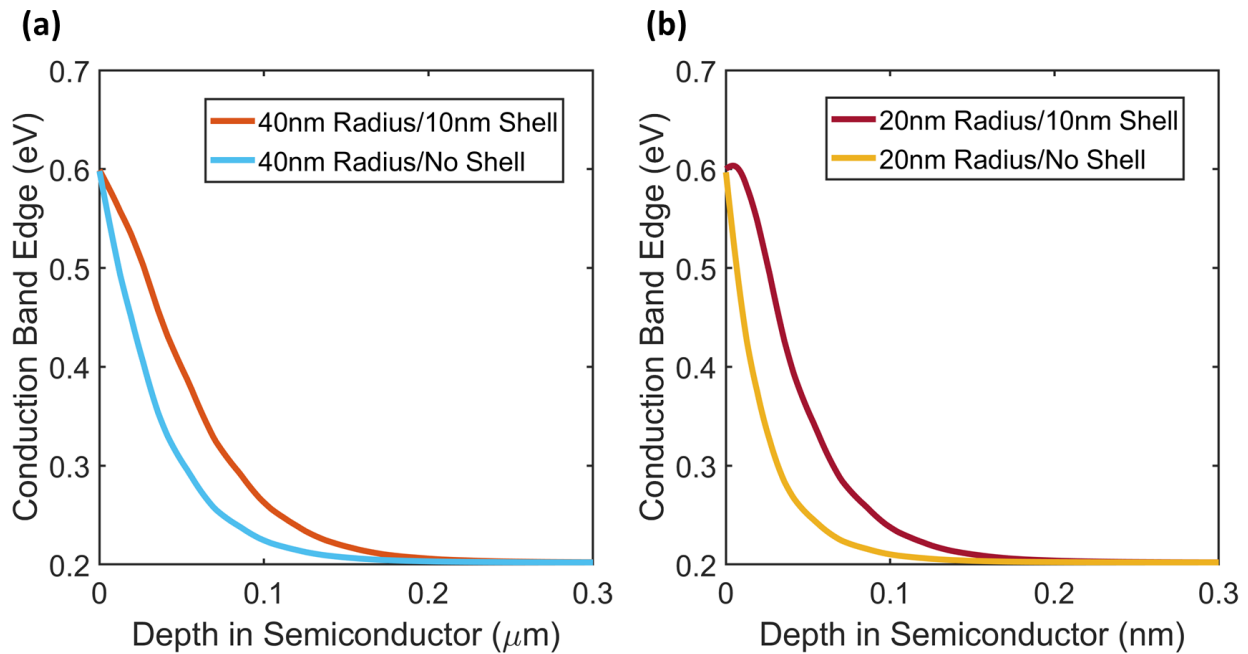 (a)
0.7
0.6
0.5
0.4
0.3
0.2
0
0.1
0.2
0.3
Conduction Band Edge (eV)
Depth in Semiconductor (μm)
40nm Radius/10nm Shell
40nm Radius/No Shell
(b)
0.7
0.6
0.5
0.4
0.3
0.2
0
0.1
0.2
0.3
Conduction Band Edge (eV)
Depth in Semiconductor (nm)
20nm Radius/10nm Shell
20nm Radius/No Shell